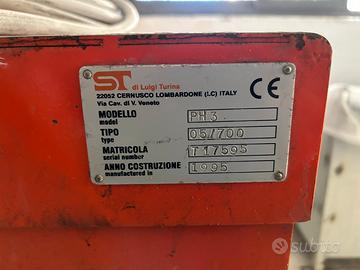 ST di Luigi Turina
22052 CERNUSCO LOMBARDONE (LC) ITALY
Via Cav. di V. Veneto
CE
MODELLO PH3
model
TIPO 05/700
type
MATRICOLA T17595
serial number
ANNO COSTRUZIONE 1995
manufactured in
subito